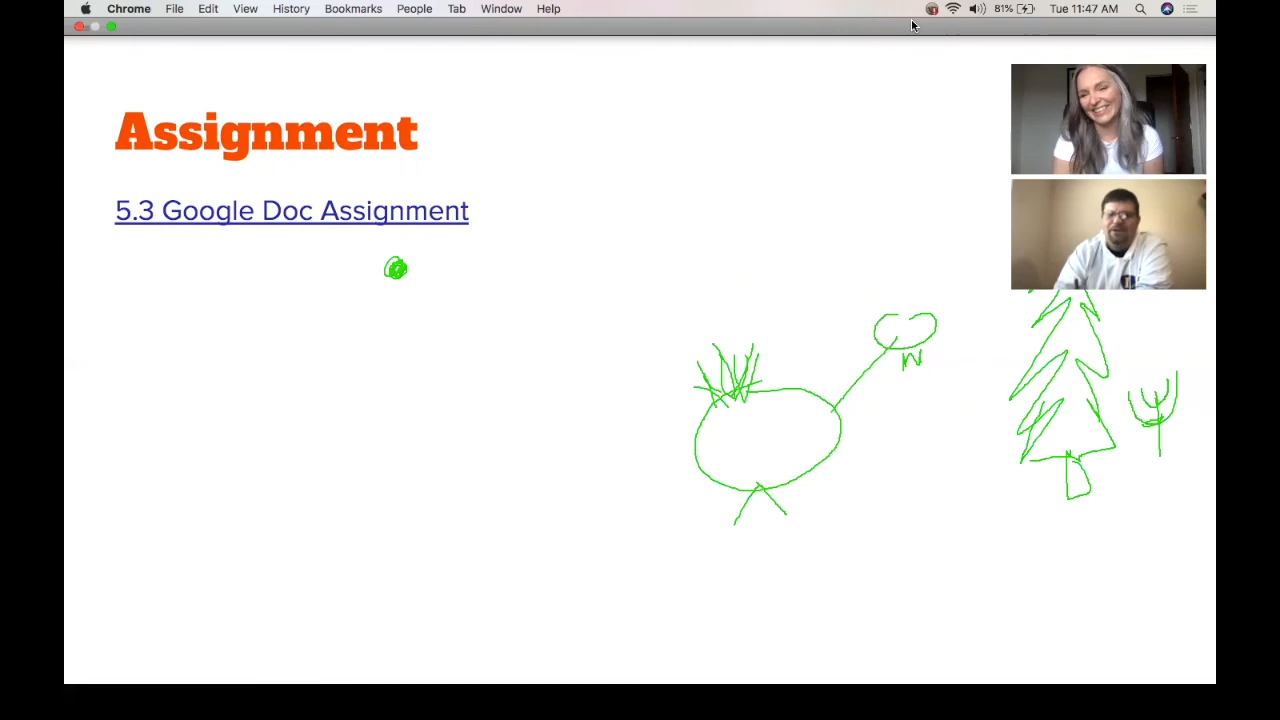 Chrome File Edit View History Bookmarks People Tab Window Help 81% Tue 11:47 AM
Assignment
5.3 Google Doc Assignment